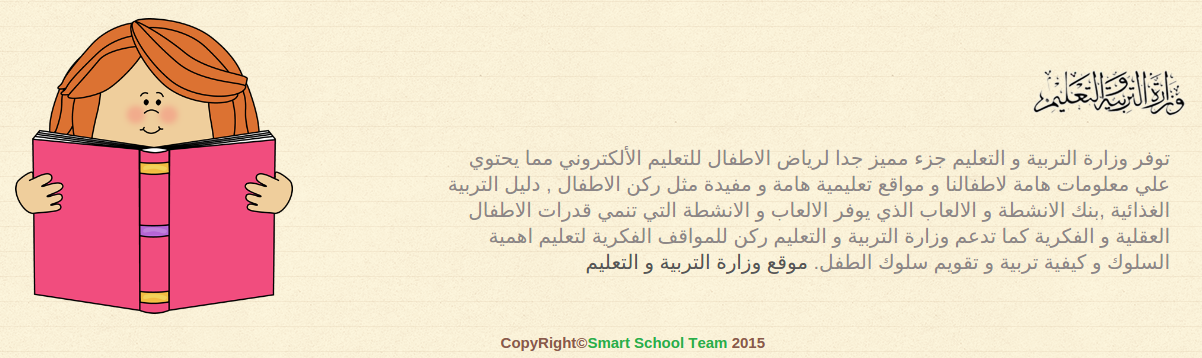 وزارة التربية والتعليم
توفر وزارة التربية و التعليم جزء مميز جدا لرياض الاطفال للتعليم الألكتروني مما يحتوي
علي معلومات هامة لاطفالنا و مواقع تعليمية هامة و مفيدة مثل ركن الاطفال , دليل التربية
الغذائية ,بنك الانشطة و الالعاب الذي يوفر الالعاب و الانشطة التي تنمي قدرات الاطفال
العقلية و الفكرية كما تدعم وزارة التربية و التعليم ركن للمواقف الفكرية لتعليم اهمية
السلوك و كيفية تربية و تقويم سلوك الطفل. موقع وزارة التربية و التعليم
CopyRight©Smart School Team 2015